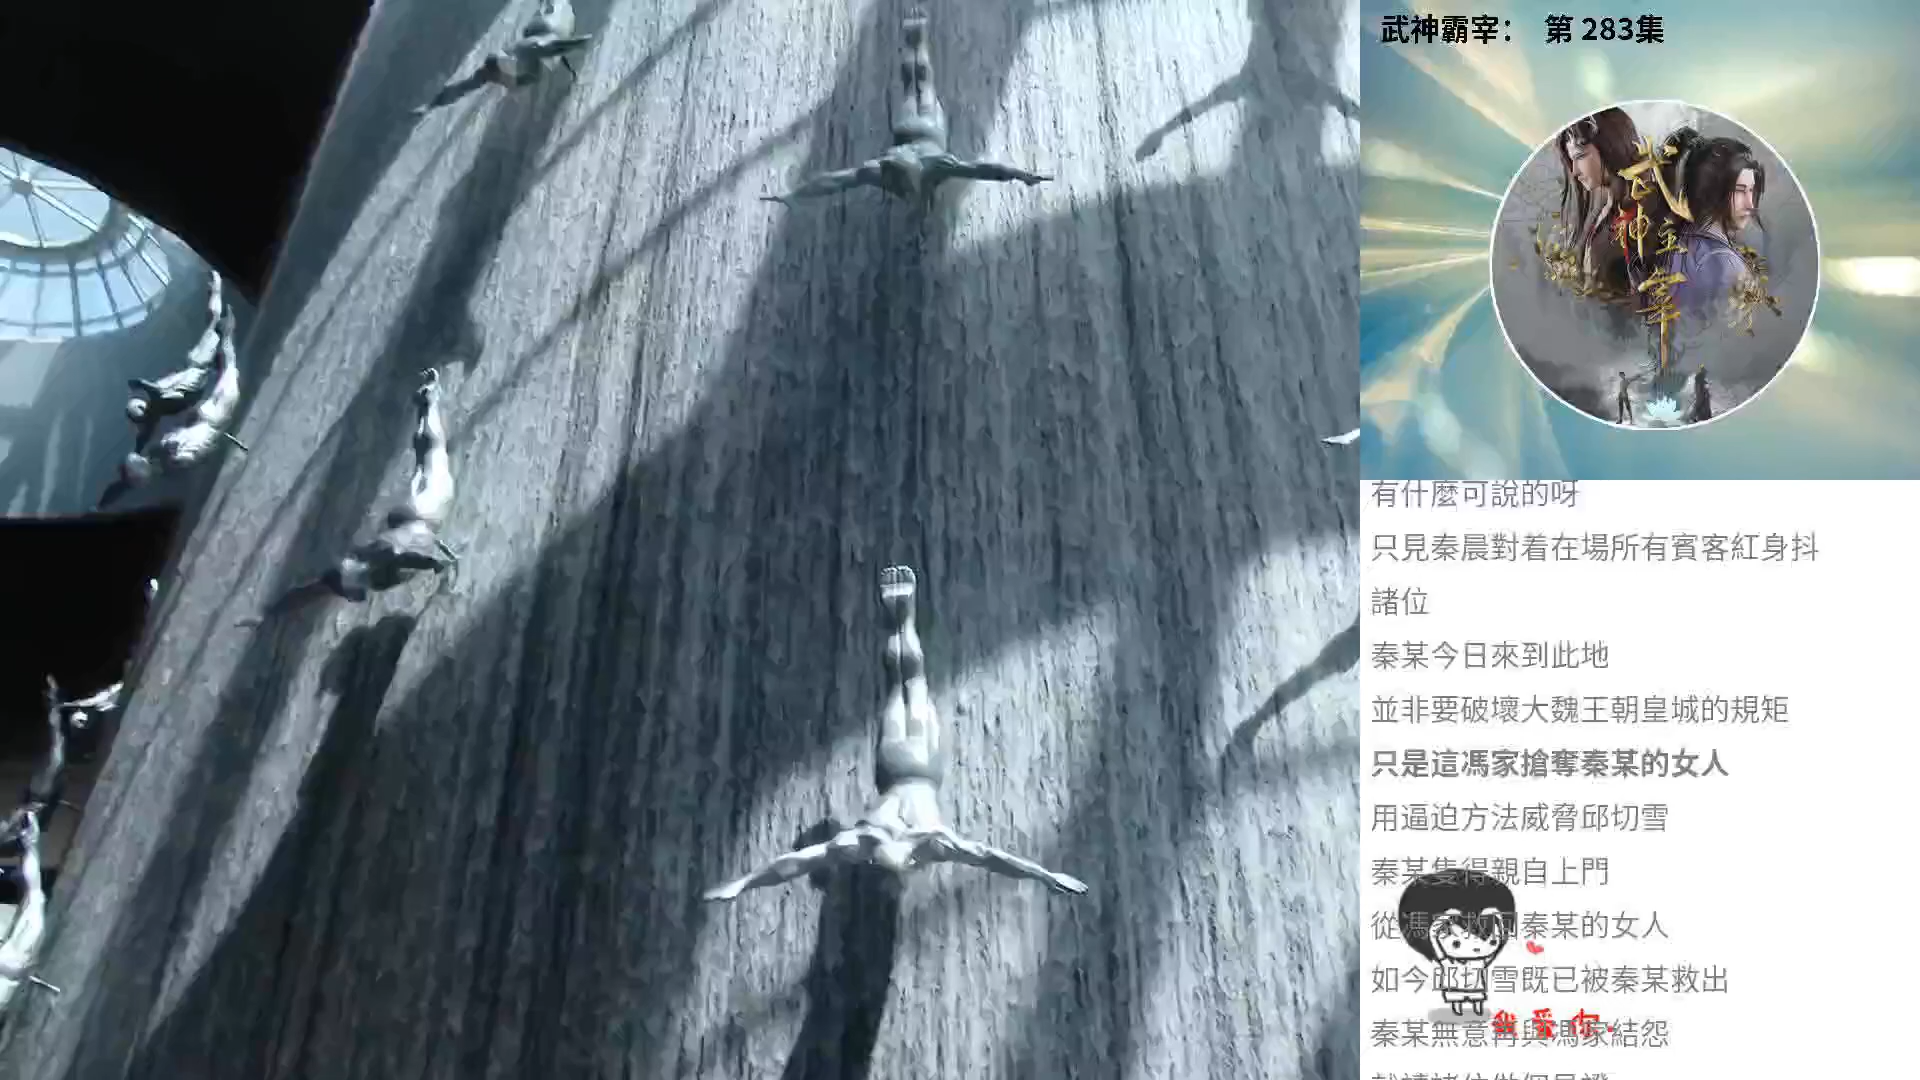 武神霸宰： 第 283集
武神主宰
有什麼可說的呀
只見秦晨對着在場所有賓客紅身抖
諸位
秦某今日來到此地
並非要破壞大魏王朝皇城的規矩
只是這馮家搶奪秦某的女人
用逼迫方法威脅邱切雪
秦某隻得親自上門
從馮家救回秦某的女人
如今邱切雪既已被秦某救出
秦某無意再與馮家結怨
我爱你.